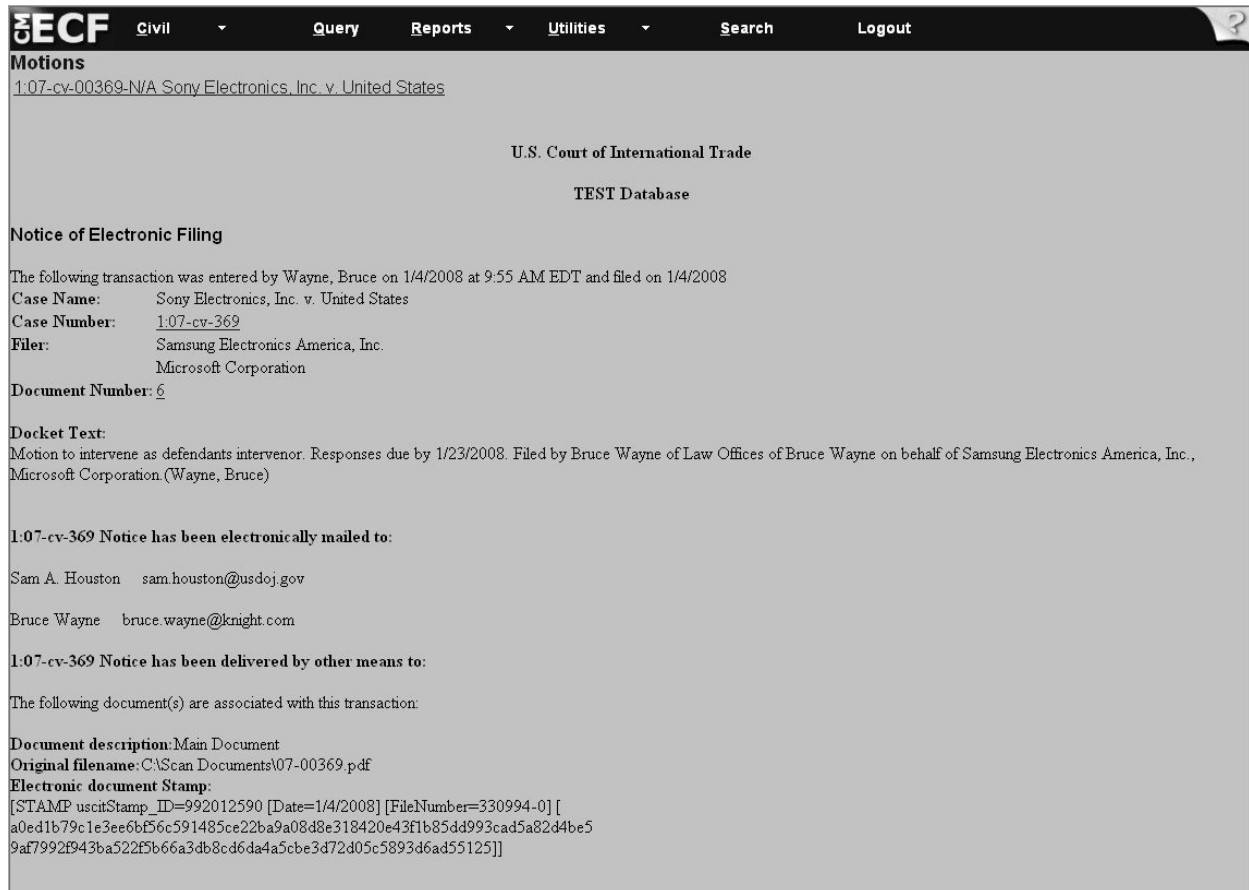 CM ECF Civil Query Reports Utilities Search Logout ?
Motions
1:07-cv-00369-N/A Sony Electronics, Inc. v. United States
U.S. Court of International Trade
TEST Database
Notice of Electronic Filing
The following transaction was entered by Wayne, Bruce on 1/4/2008 at 9:55 AM EDT and filed on 1/4/2008
Case Name: Sony Electronics, Inc. v. United States
Case Number: 1:07-cv-369
Filer: Samsung Electronics America, Inc.
Microsoft Corporation
Document Number: 6
Docket Text:
Motion to intervene as defendants intervenor. Responses due by 1/23/2008. Filed by Bruce Wayne of Law Offices of Bruce Wayne on behalf of Samsung Electronics America, Inc.,
Microsoft Corporation.(Wayne, Bruce)
1:07-cv-369 Notice has been electronically mailed to:
Sam A. Houston sam.houston@usdoj.gov
Bruce Wayne bruce.wayne@knight.com
1:07-cv-369 Notice has been delivered by other means to:
The following document(s) are associated with this transaction:
Document description:Main Document
Original filename:C:\Scan Documents\07-00369.pdf
Electronic document Stamp:
[STAMP uscitStamp_ID=992012590 [Date=1/4/2008] [FileNumber=330994-0] [
a0ed1b79c1e3ee6bf56c591485ce22ba9a08d8e318420e43f1b85dd993cad5a82d4be5
9af7992f943ba522f5b66a3db8cd6da4a5cbe3d72d05c5893d6ad55125]]